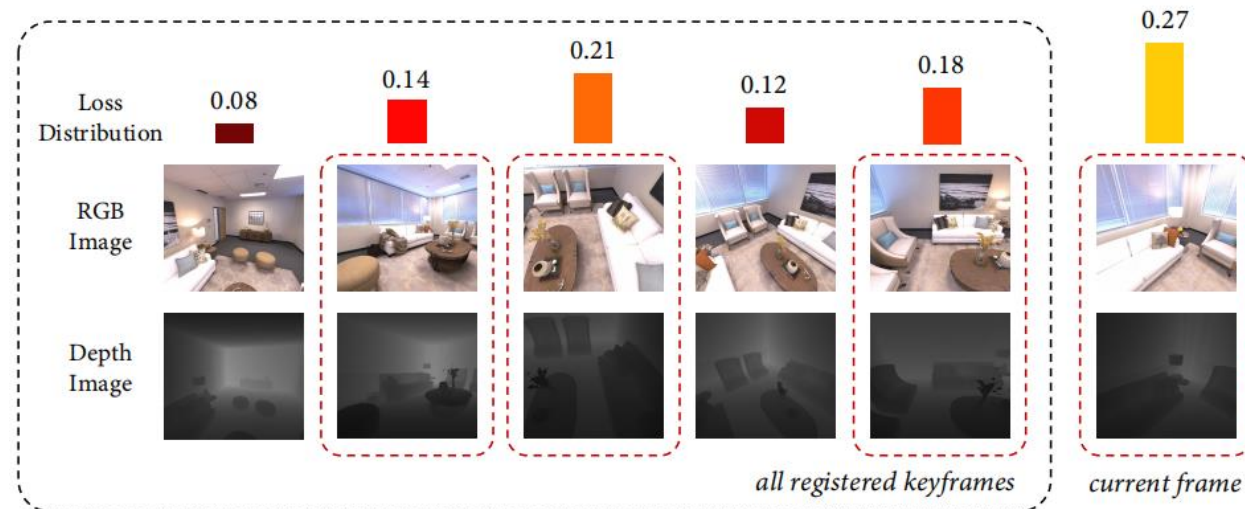 0.08
0.14
0.21
0.12
0.18
0.27
Loss
Distribution
RGB
Image
Depth
Image
all registered keyframes
current frame